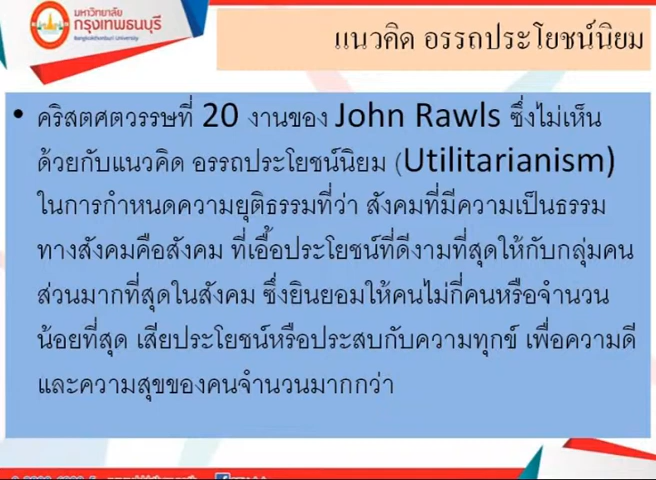 มหาวิทยาลัย
กรุงเทพธนบุรี
Bangkokthonburi University
แนวคิด อรรถประโยชน์นิยม
• คริสตศตวรรษที่ 20 งานของ John Rawls ซึ่งไม่เห็น
ด้วยกับแนวคิด อรรถประโยชน์นิยม (Utilitarianism)
ในการกำหนดความยุติธรรมที่ว่า สังคมที่มีความเป็นธรรม
ทางสังคมคือสังคม ที่เอื้อประโยชน์ที่ดีงามที่สุดให้กับกลุ่มคน
ส่วนมากที่สุดในสังคม ซึ่งยินยอมให้คนไม่กี่คนหรือจำนวน
น้อยที่สุด เสียประโยชน์หรือประสบกับความทุกข์ เพื่อความดี
และความสุขของคนจำนวนมากกว่า